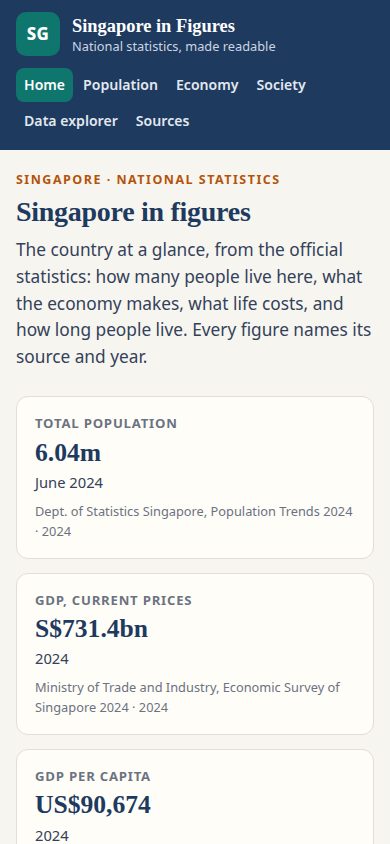 SG
Singapore in Figures
National statistics, made readable
Home Population Economy Society
Data explorer Sources
SINGAPORE · NATIONAL STATISTICS
Singapore in figures
The country at a glance, from the official
statistics: how many people live here, what
the economy makes, what life costs, and
how long people live. Every figure names its
source and year.
TOTAL POPULATION
6.04m
June 2024
Dept. of Statistics Singapore, Population Trends 2024
· 2024
GDP, CURRENT PRICES
S$731.4bn
2024
Ministry of Trade and Industry, Economic Survey of
Singapore 2024 · 2024
GDP PER CAPITA
US$90,674
2024